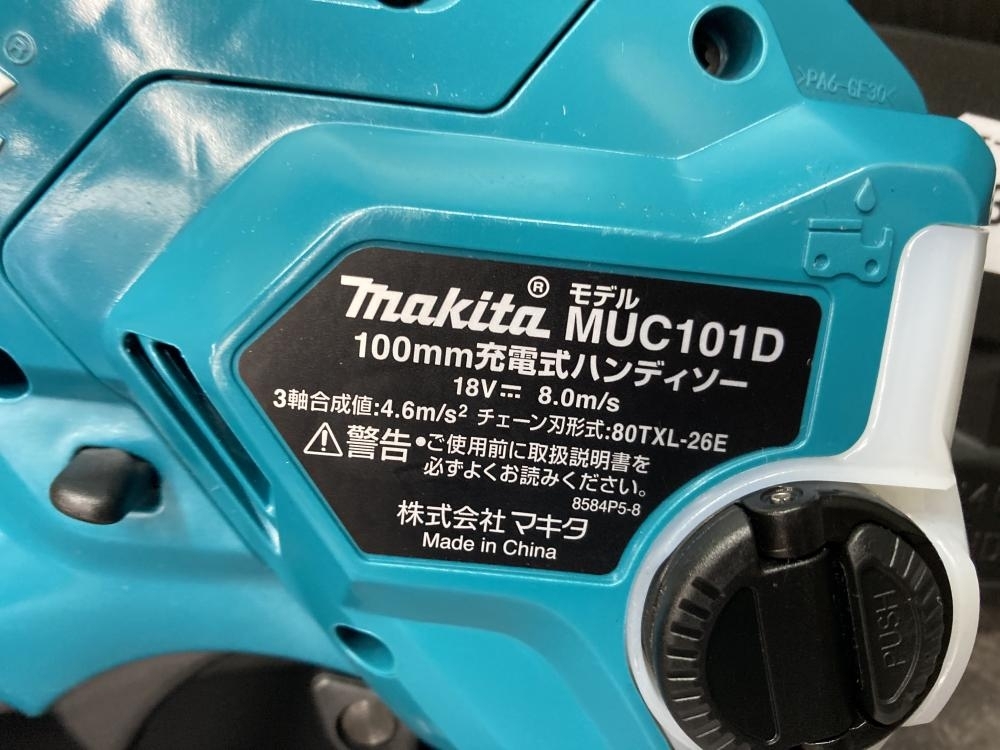 ®
>PA6-GF30<
makita® モデル MUC101D
100mm充電式ハンディソー
18V⎓ 8.0m/s
3軸合成値:4.6m/s² チェーン刃形式:80TXL-26E
⚠警告 •ご使用前に取扱説明書を
必ずよくお読みください。
8584P5-8
株式会社 マキタ
Made in China
PUSH